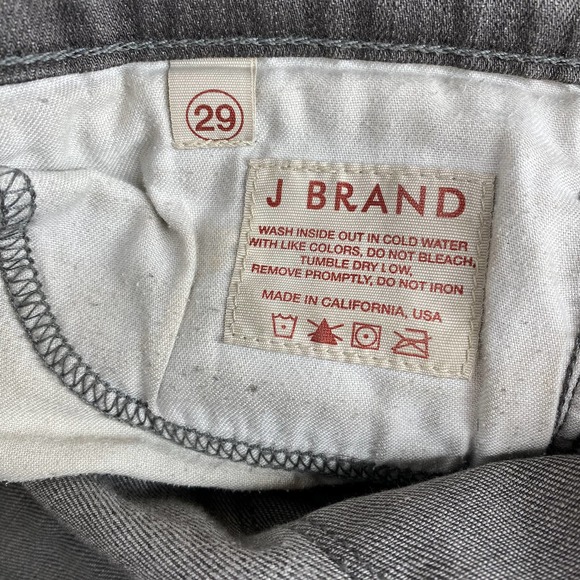 29
J BRAND
WASH INSIDE OUT IN COLD WATER
WITH LIKE COLORS, DO NOT BLEACH,
TUMBLE DRY LOW,
REMOVE PROMPTLY, DO NOT IRON
MADE IN CALIFORNIA, USA